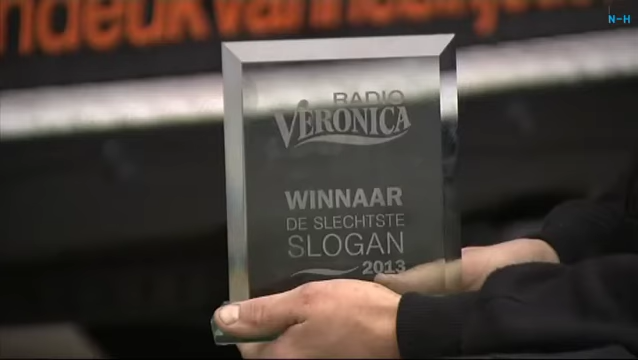 N-H
RADIO
VERONICA
WINNAAR
DE SLECHTSTE
SLOGAN
2013